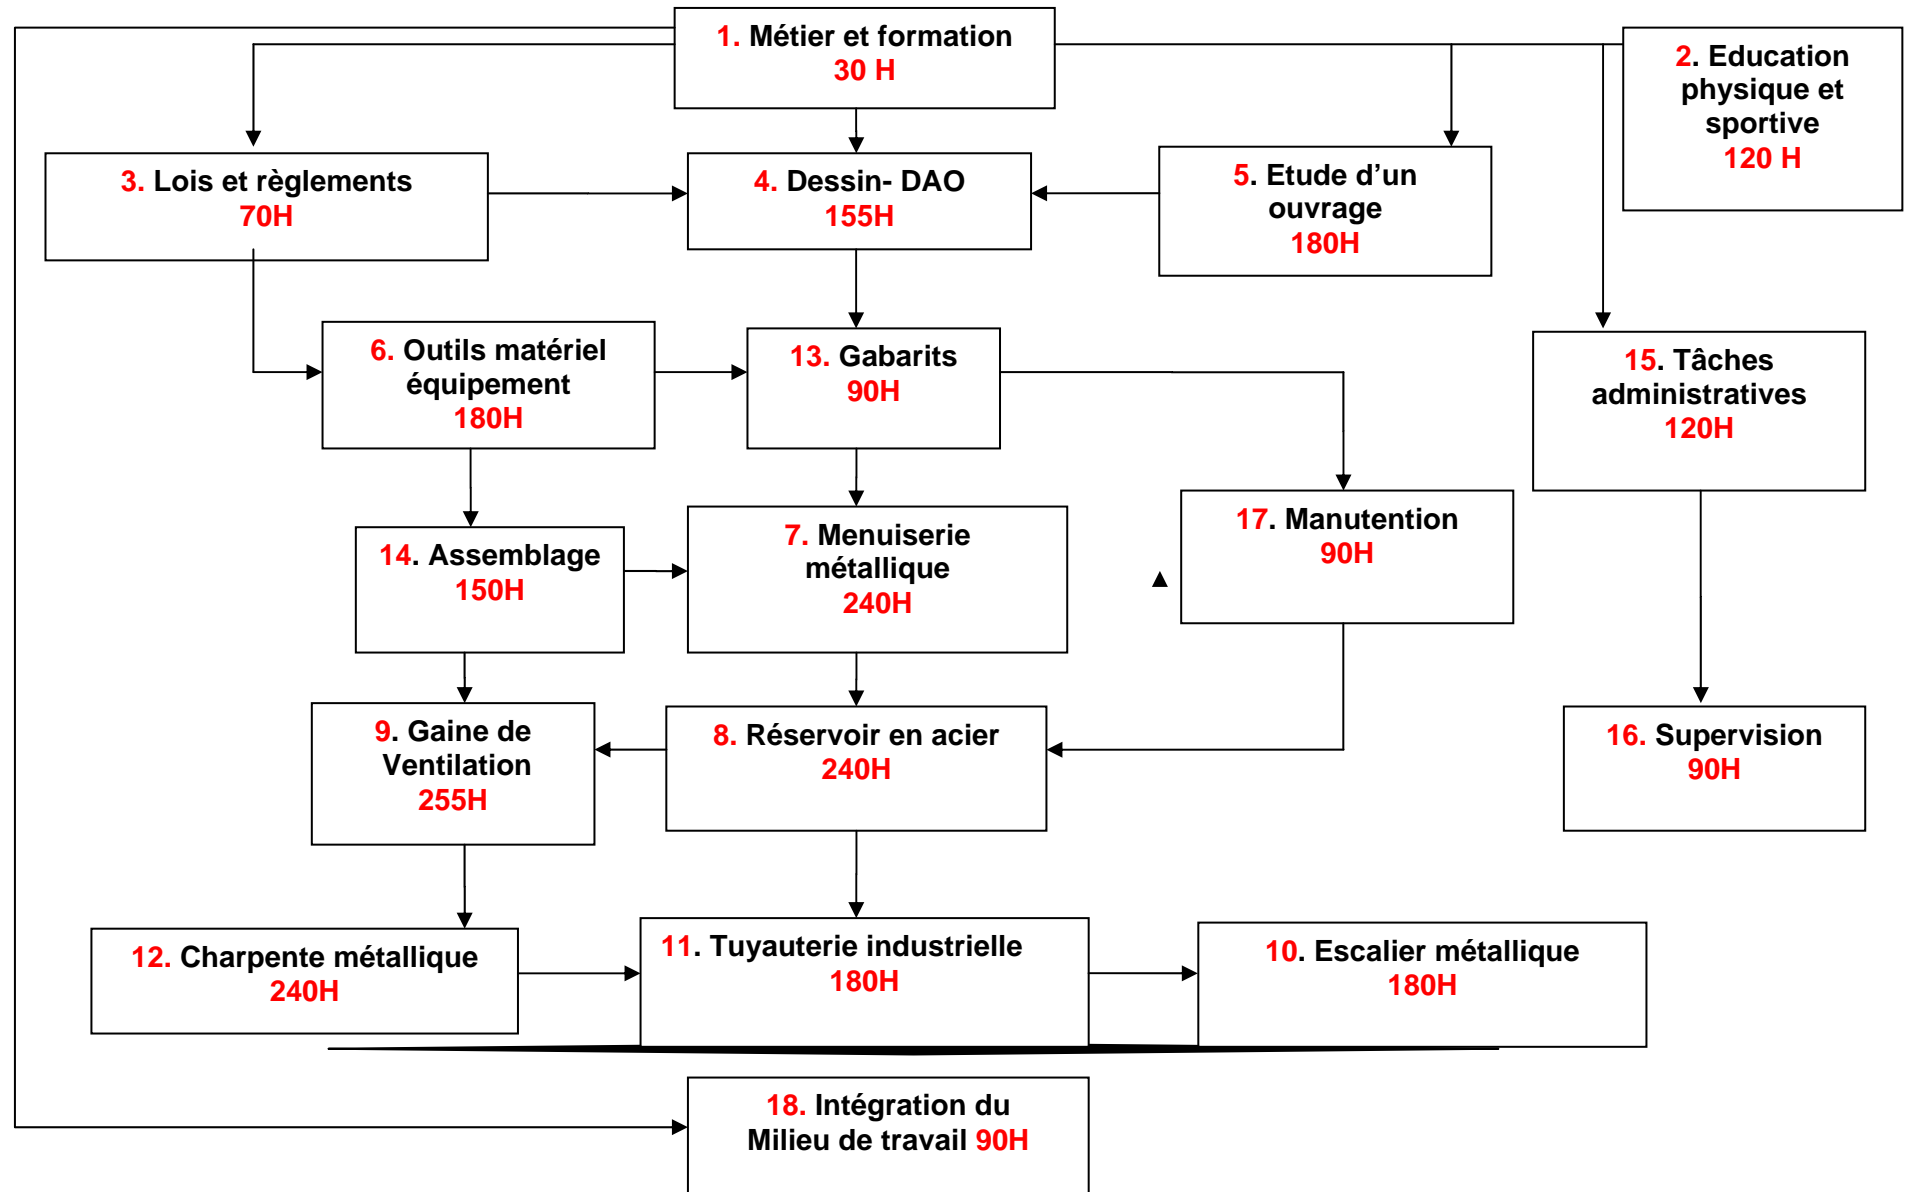 1. Métier et formation
30 H
2. Education
physique et
sportive
120 H
3. Lois et règlements
70H
4. Dessin- DAO
155H
5. Etude d'un
ouvrage
180H
6. Outils matériel
équipement
180H
13. Gabarits
90H
15. Tâches
administratives
120H
14. Assemblage
150H
7. Menuiserie
métallique
240H
17. Manutention
90H
9. Gaine de
Ventilation
255H
8. Réservoir en acier
240H
16. Supervision
90H
12. Charpente métallique
240H
11. Tuyauterie industrielle
180H
10. Escalier métallique
180H
18. Intégration du
Milieu de travail 90H